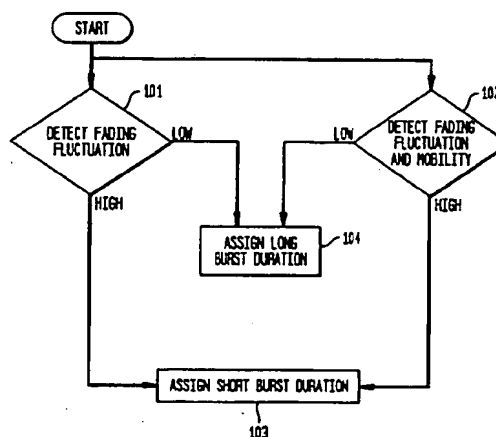 START
101
DETECT FADING
FLUCTUATION
LOW
HIGH
DETECT FADING
FLUCTUATION
AND MOBILITY
LOW
HIGH
ASSIGN LONG
BURST DURATION
104
ASSIGN SHORT BURST DURATION
103